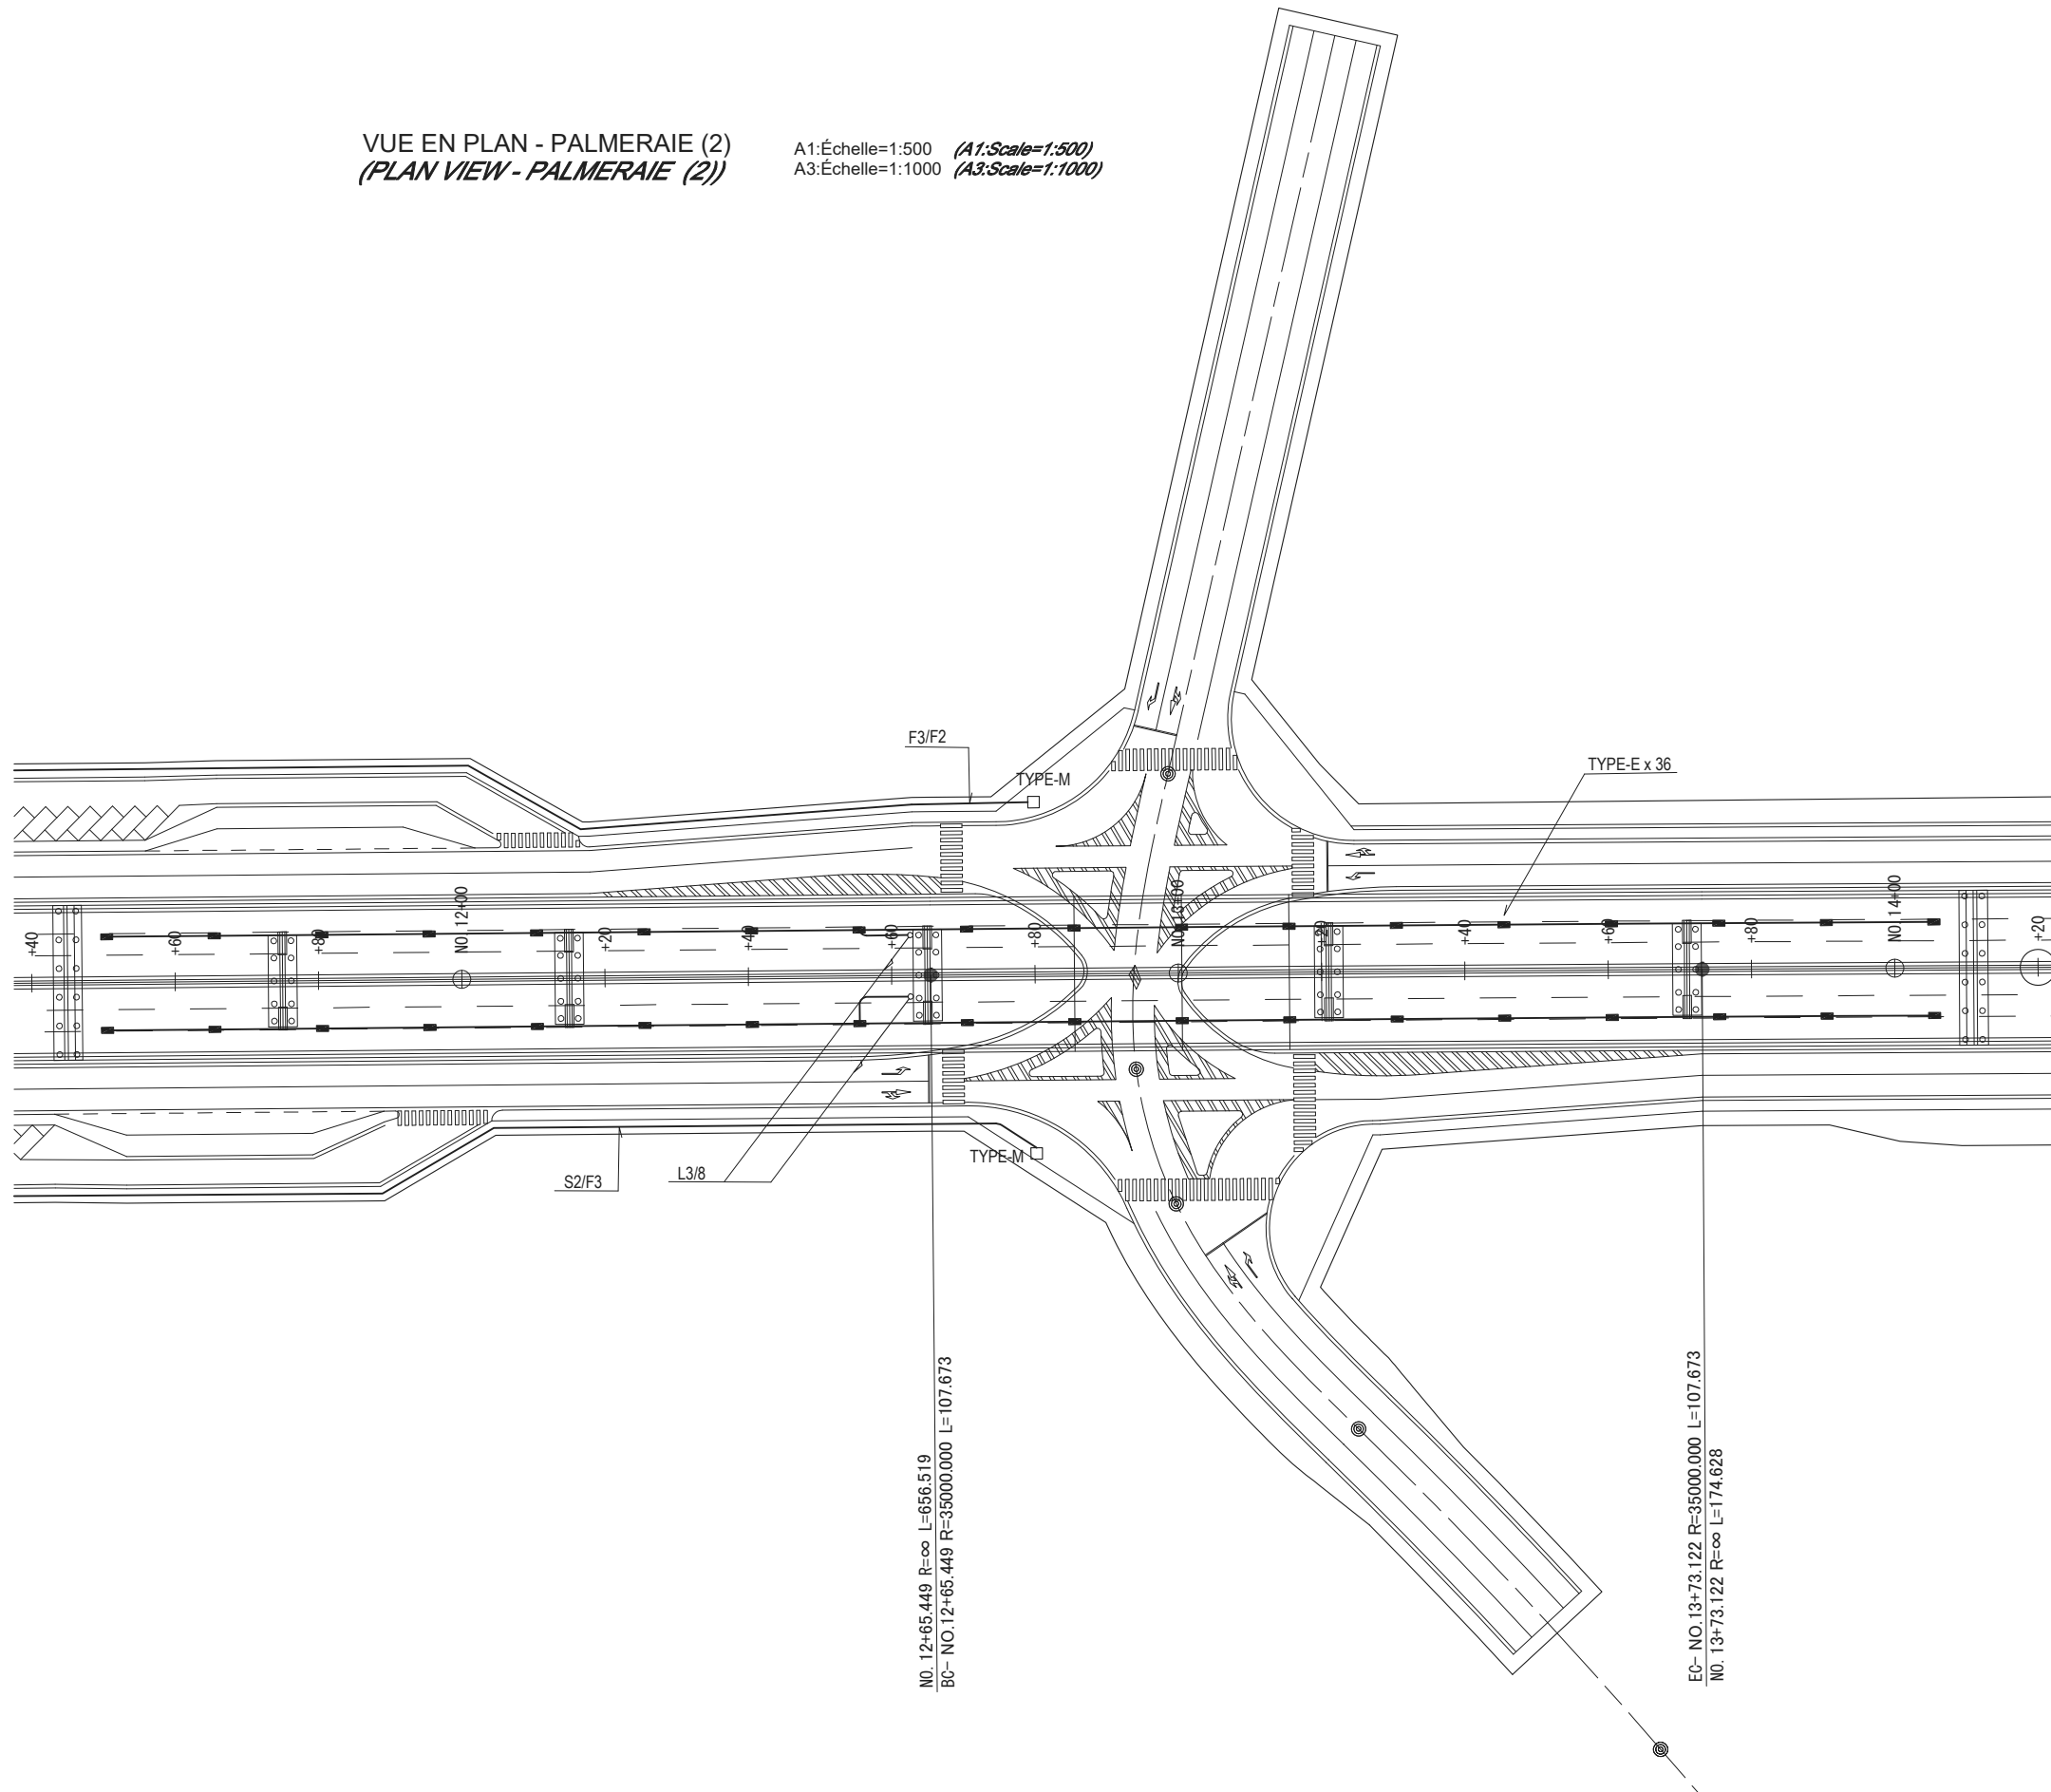 VUE EN PLAN - PALMERAIE (2)
(PLAN VIEW - PALMERAIE (2))
A1:Échelle=1:500 (A1:Scale=1:500)
A3:Échelle=1:1000 (A3:Scale=1:1000)
F3/F2
TYPE-M
TYPE-E x 36
+40
+60
+80
NO.12+00
+20
+40
+60
+80
NO.13+00
+20
+40
+60
+80
NO.14+00
+20
TYPE-M
S2/F3
L3/8
NO.12+65.449 R=∞ L=656.519
BC- NO.12+65.449 R=35000.000 L=107.673
EC- NO.13+73.122 R=35000.000 L=107.673
NO.13+73.122 R=∞ L=174.628